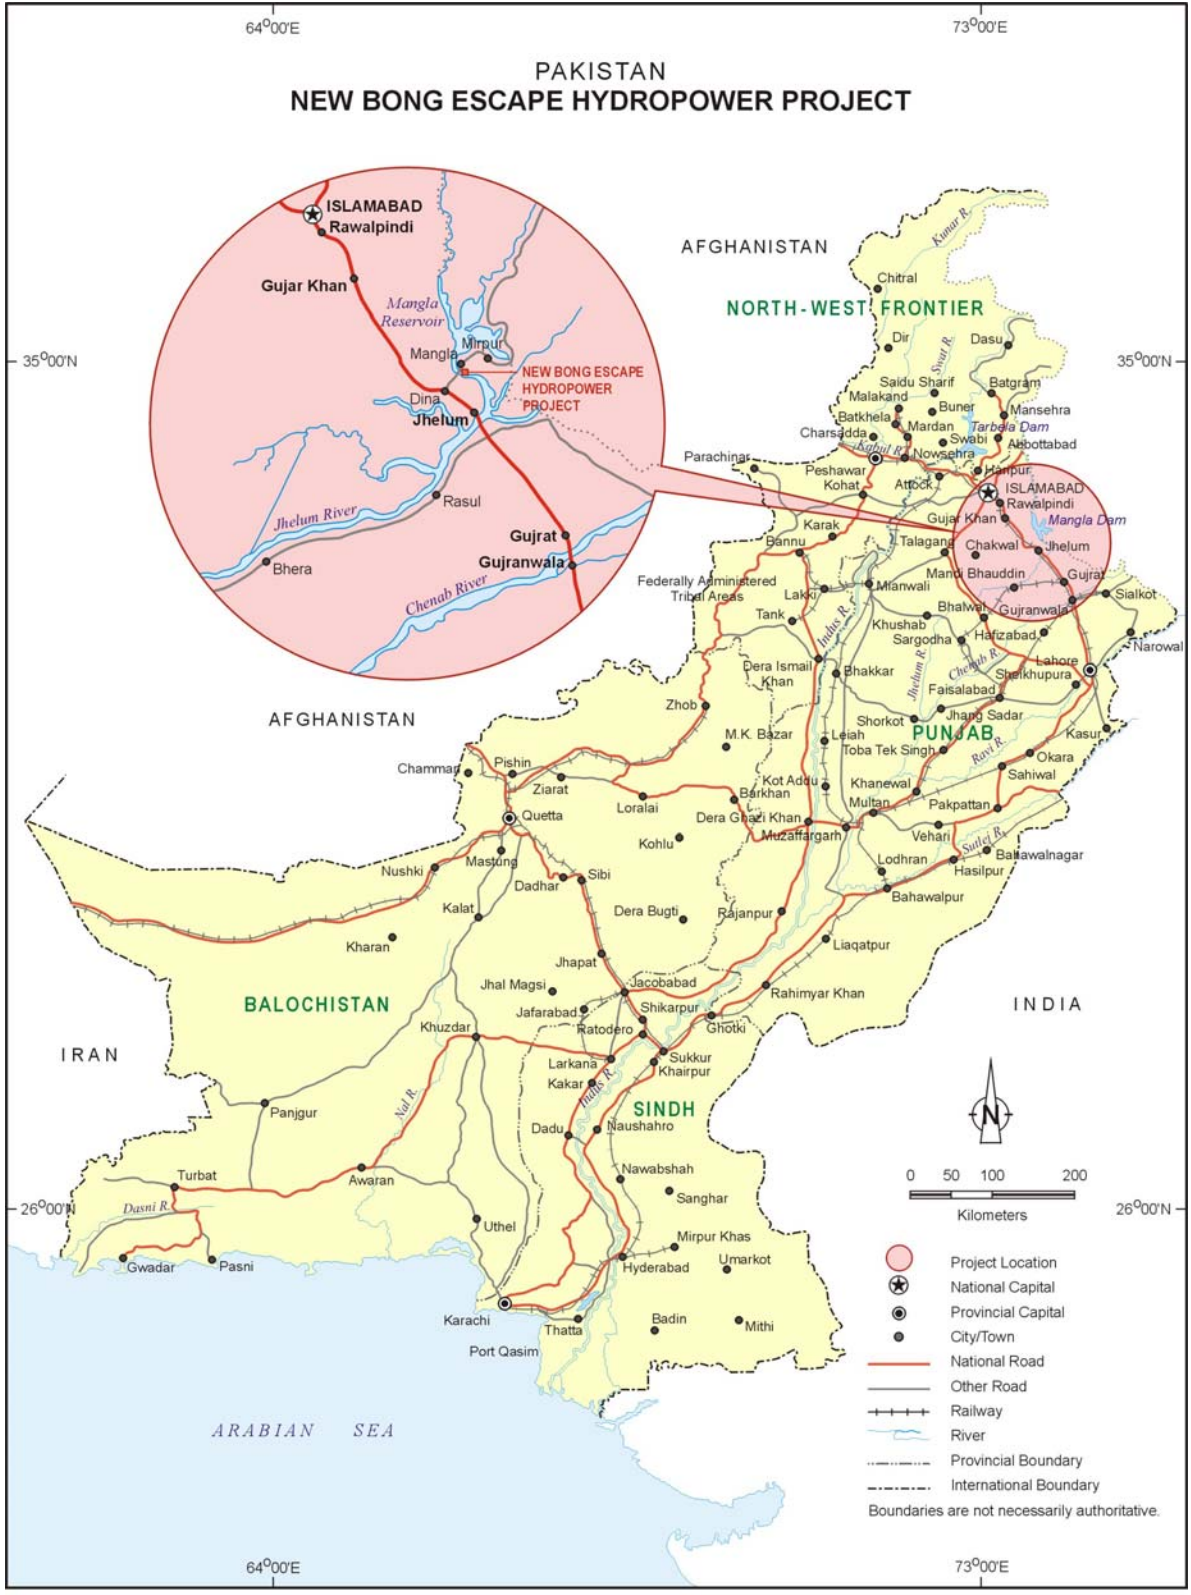 64°00'E
73°00'E
PAKISTAN
NEW BONG ESCAPE HYDROPOWER PROJECT
ISLAMABAD
Rawalpindi
Gujar Khan
Mangla
Reservoir
Mangla
Mirpur
NEW BONG ESCAPE
HYDROPOWER
PROJECT
Dina
Jhelum
Rasul
Jhelum River
Bhera
Gujrat
Gujranwala
Chenab River
AFGHANISTAN
Kunar R.
Chitral
NORTH-WEST FRONTIER
35°00'N
35°00'N
Dir
Swat R.
Dasu
Saidu Sharif
Batgram
Malakand
Buner
Mansehra
Batkhela
Mardan
Tarbela Dam
Charsadda
Swabi
Abbottabad
Kabul R.
Nowsehra
Parachinar
Peshawar
Haripur
Kohat
Attock
ISLAMABAD
Rawalpindi
Gujar Khan
Mangla Dam
Karak
Bannu
Talagang
Chakwal
Jhelum
Federally Administered
Tribal Areas
Lakki
Mianwali
Mandi Bhauddin
Gujrat
Sialkot
Tank
Indus R.
Bhalwal
Gujranwala
Khushab
Sargodha
Hafizabad
Narowal
Dera Ismail
Khan
Bhakkar
Jhelum R.
Chenab R.
Lahore
Sheikhupura
Faisalabad
Zhob
Shorkot
Jhang Sadar
AFGHANISTAN
M.K. Bazar
Leiah
PUNJAB
Kasur
Toba Tek Singh
Ravi R.
Okara
Chamman
Pishin
Ziarat
Kot Addu
Khanewal
Sahiwal
Loralai
Barkhan
Multan
Pakpattan
Quetta
Dera Ghazi Khan
Muzaffargarh
Vehari
Sutlej R.
INDIA
Kohlu
Mastung
Lodhran
Bahawalnagar
Nushki
Hasilpur
Dadhar
Sibi
Bahawalpur
Kalat
Dera Bugti
Rajanpur
Kharan
Liaqatpur
Jhapat
Jhal Magsi
Jacobabad
Rahimyar Khan
BALOCHISTAN
Jafarabad
Shikarpur
INDIA
Khuzdar
Ratodero
Ghotki
IRAN
Larkana
Sukkur
Khairpur
Kakar
Indus R.
Panjgur
Nal R.
SINDH
N
Dadu
Naushahro
Turbat
Awaran
Nawabshah
Sanghar
0 50 100 200
Kilometers
26°00'N
26°00'N
Dasni R.
Uthel
Mirpur Khas
Gwadar
Pasni
Hyderabad
Umarkot
Karachi
Thatta
Badin
Mithi
Port Qasim
ARABIAN SEA
Project Location
National Capital
Provincial Capital
City/Town
National Road
Other Road
Railway
River
Provincial Boundary
International Boundary
Boundaries are not necessarily authoritative.
64°00'E
73°00'E